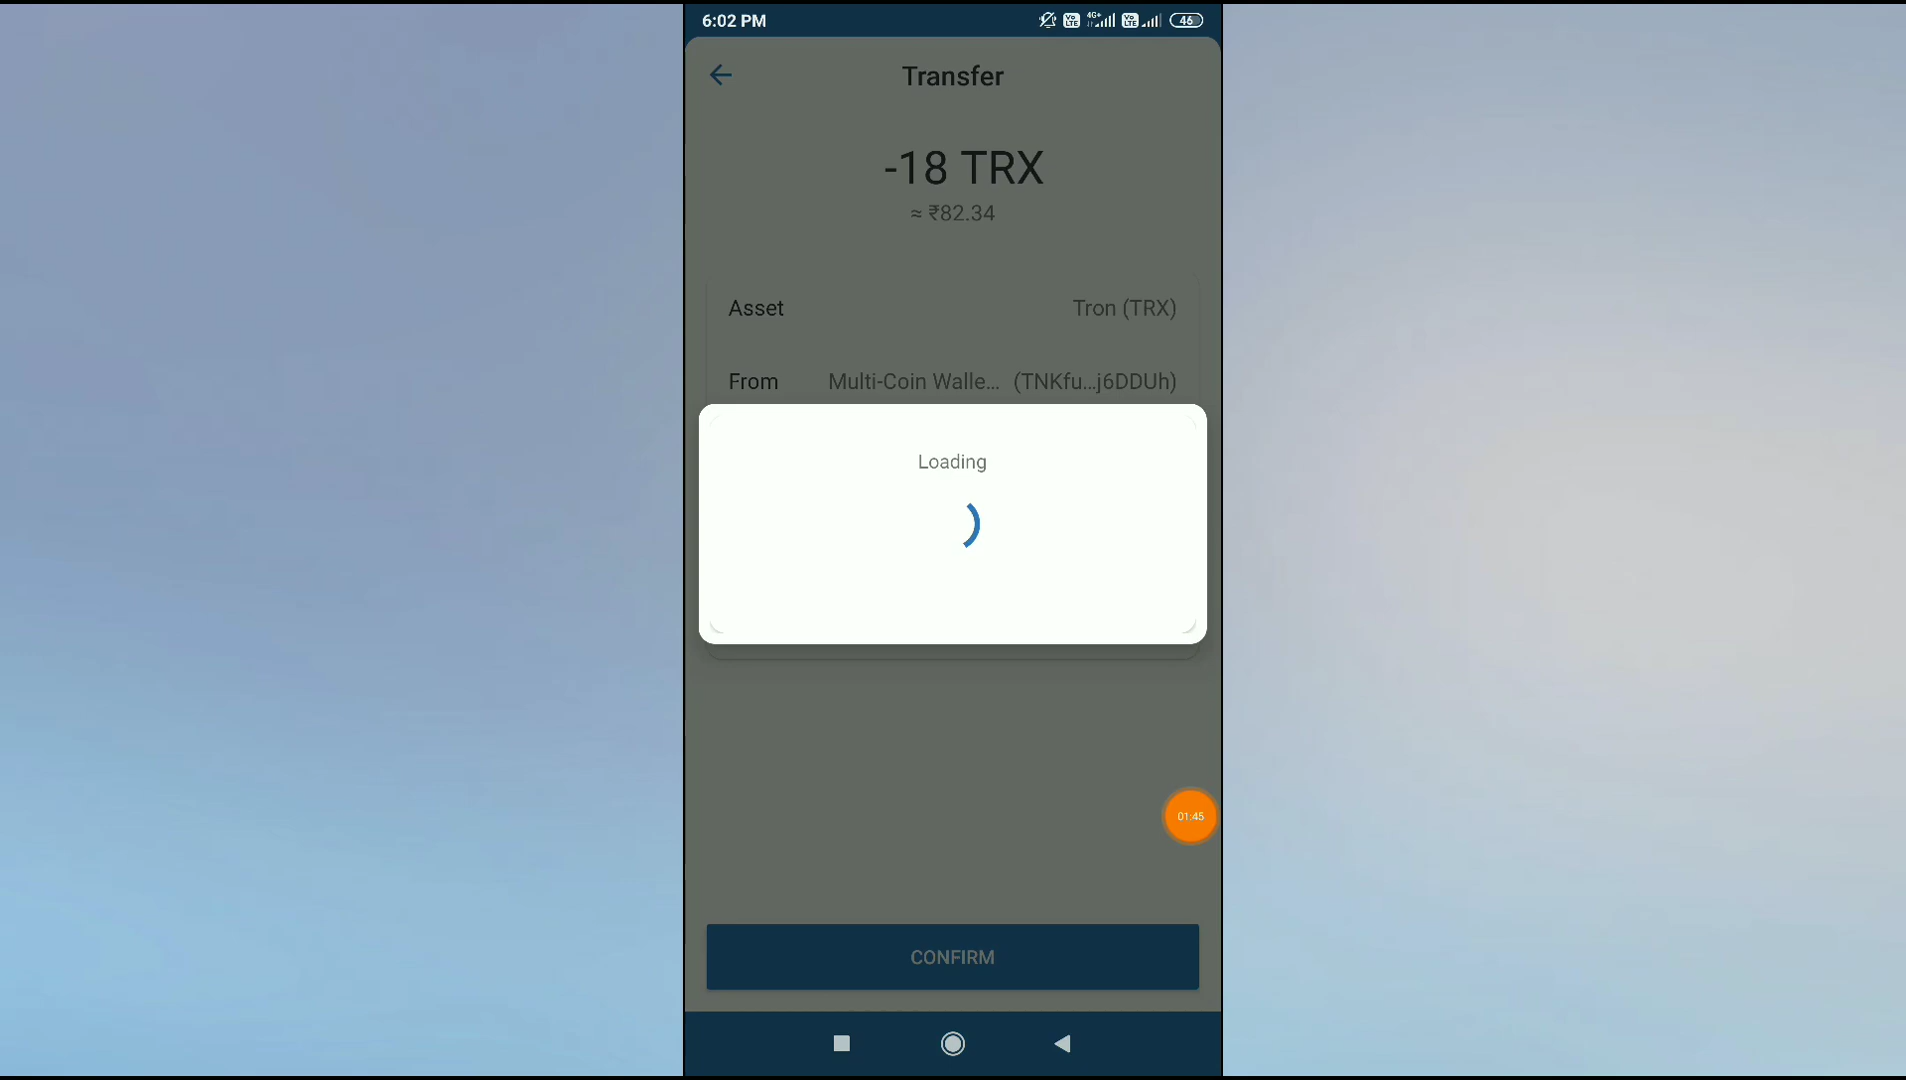 6:02 PM
4G+
46
Transfer
-18 TRX
≈ ₹82.34
Asset Tron (TRX)
From Multi-Coin Walle... (TNKfu...j6DDUh)
Loading
01:45
CONFIRM